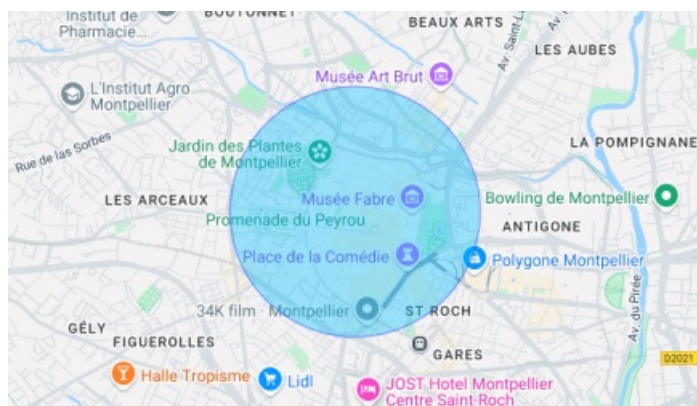 Institut de
Pharmacie...
BOUTONNET
BEAUX ARTS
Av. Saint-L
Av.
LES AUBES
Musée Art Brut
L'Institut Agro
Montpellier
Rue de las Sorbes
Jardin des Plantes
de Montpellier
LA POMPIGNANE
LES ARCEAUX
Musée Fabre
Bowling de Montpellier
Promenade du Peyrou
ANTIGONE
Place de la Comédie
Polygone Montpellier
Av. du Pirée
34K film · Montpellier
ST ROCH
GÉLY
FIGUEROLLES
GARES
D2021
Halle Tropisme
Lidl
JOST Hotel Montpellier
Centre Saint-Roch